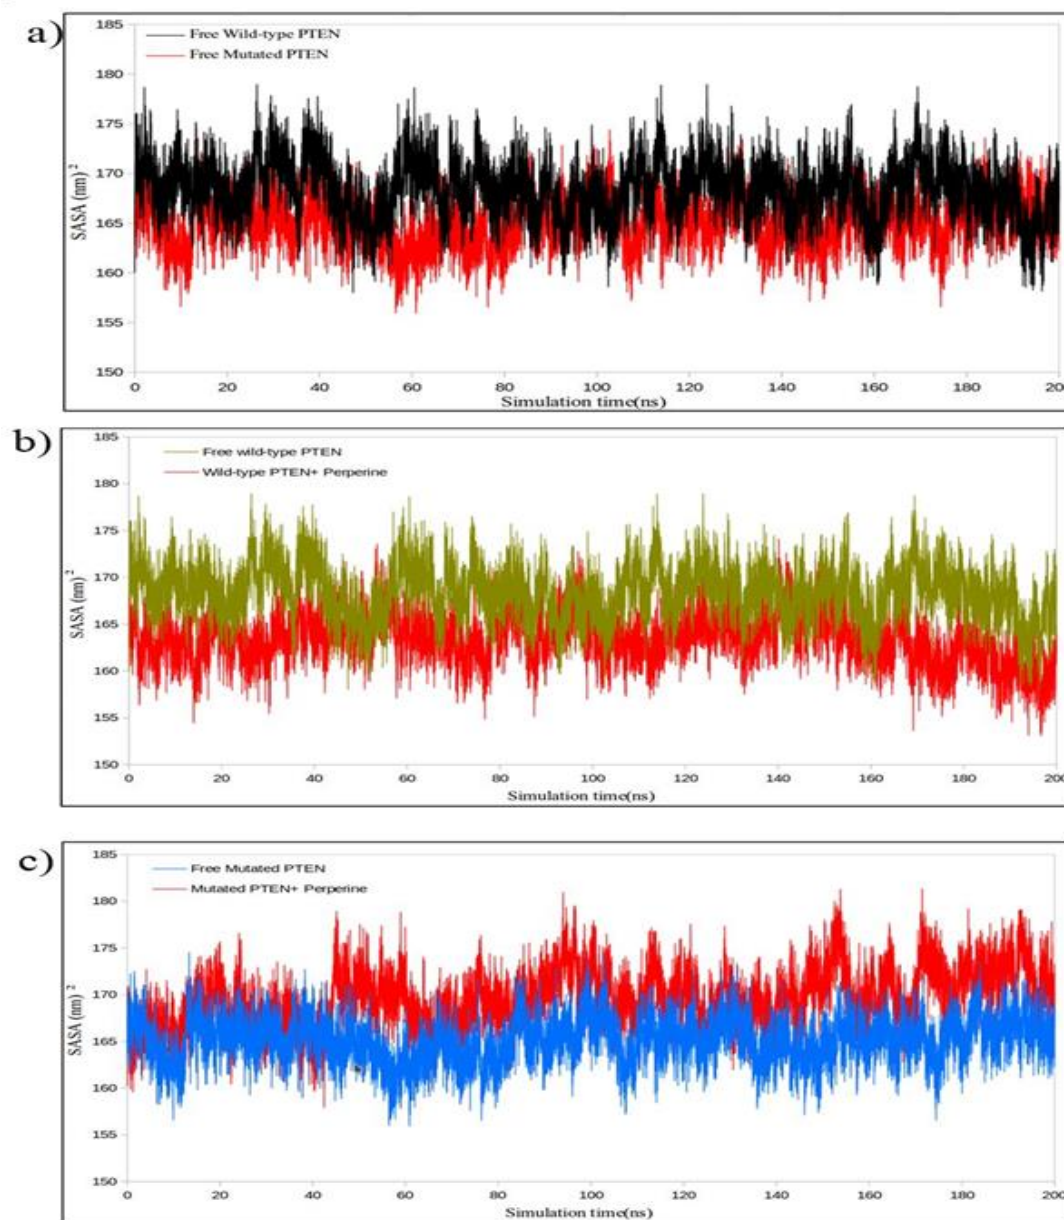 a)
Free Wild-type PTEN
Free Mutated PTEN
SASA (nm)²
185
180
175
170
165
160
155
150
0 20 40 60 80 100 120 140 160 180 200
Simulation time(ns)
b)
Free wild-type PTEN
Wild-type PTEN+ Perperine
SASA (nm)²
185
180
175
170
165
160
155
150
0 20 40 60 80 100 120 140 160 180 200
Simulation time(ns)
c)
Free Mutated PTEN
Mutated PTEN+ Perperine
SASA (nm)²
185
180
175
170
165
160
155
150
0 20 40 60 80 100 120 140 160 180 200
Simulation time(ns)